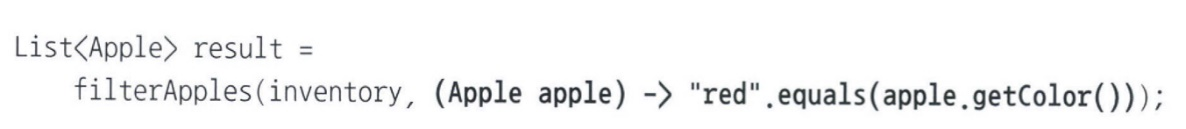 List<Apple> result =
filterApples(inventory, (Apple apple) -> "red".equals(apple.getColor()));